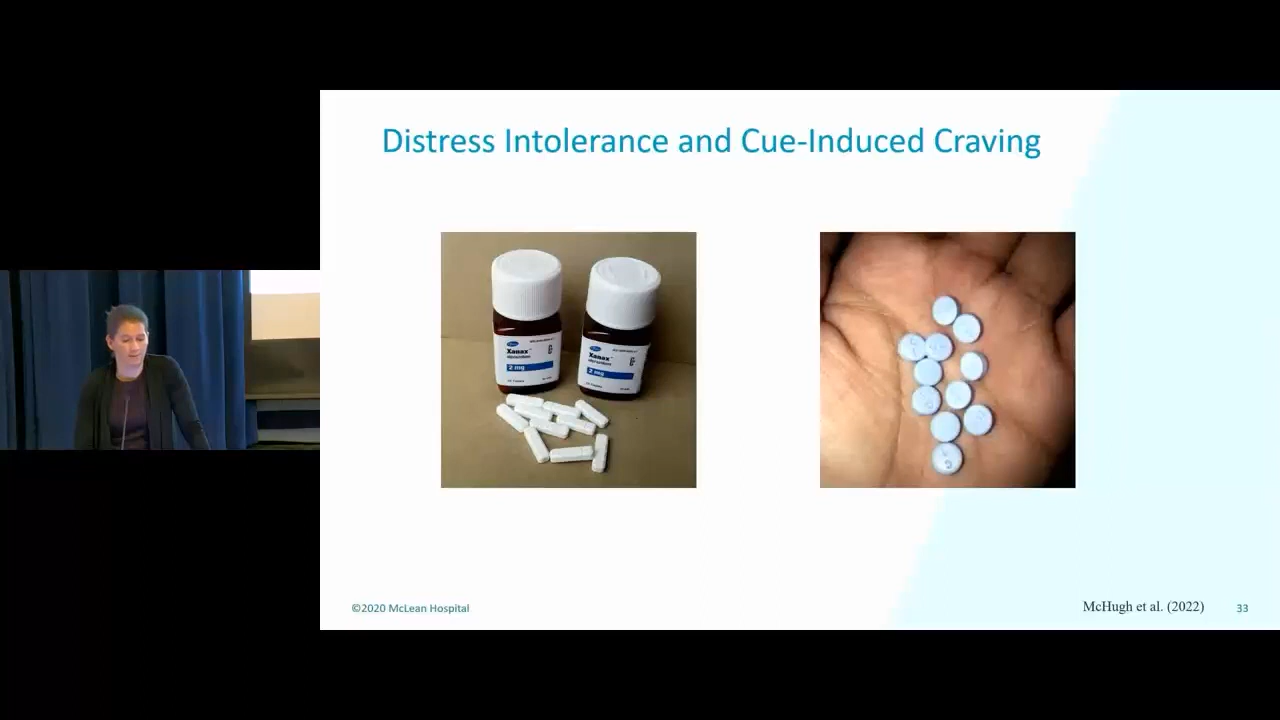 Distress Intolerance and Cue-Induced Craving
Xanax
2 mg
Xanax
2 mg
©2020 McLean Hospital
McHugh et al. (2022)
33